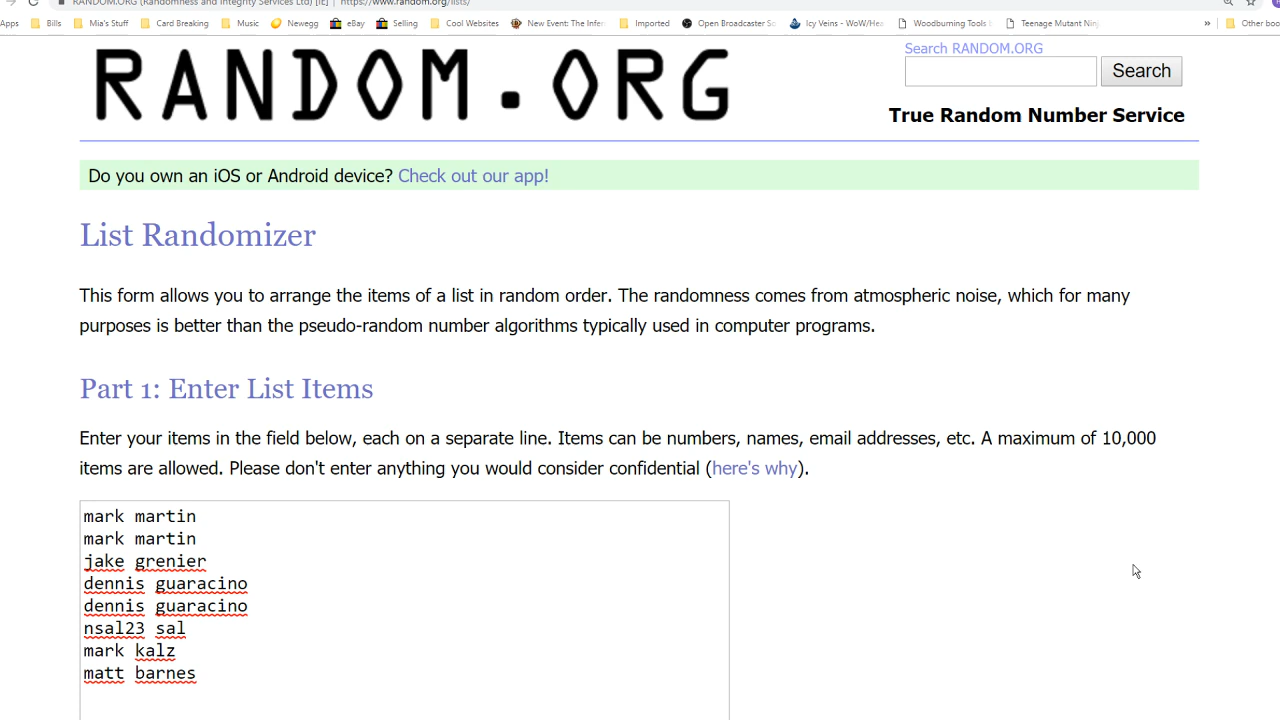 RANDOM.ORG (Randomness and Integrity Services Ltd) [IE] | https://www.random.org/lists/
Apps Bills Mia's Stuff Card Breaking Music Newegg eBay Selling Cool Websites New Event: The Infer Imported Open Broadcaster So Icy Veins - WoW/Hea Woodburning Tools Teenage Mutant Nin » Other boo
RANDOM.ORG
Search RANDOM.ORG
Search
True Random Number Service
Do you own an iOS or Android device? Check out our app!
List Randomizer
This form allows you to arrange the items of a list in random order. The randomness comes from atmospheric noise, which for many
purposes is better than the pseudo-random number algorithms typically used in computer programs.
Part 1: Enter List Items
Enter your items in the field below, each on a separate line. Items can be numbers, names, email addresses, etc. A maximum of 10,000
items are allowed. Please don't enter anything you would consider confidential (here's why).
mark martin
mark martin
jake grenier
dennis guaracino
dennis guaracino
nsal23 sal
mark kalz
matt barnes